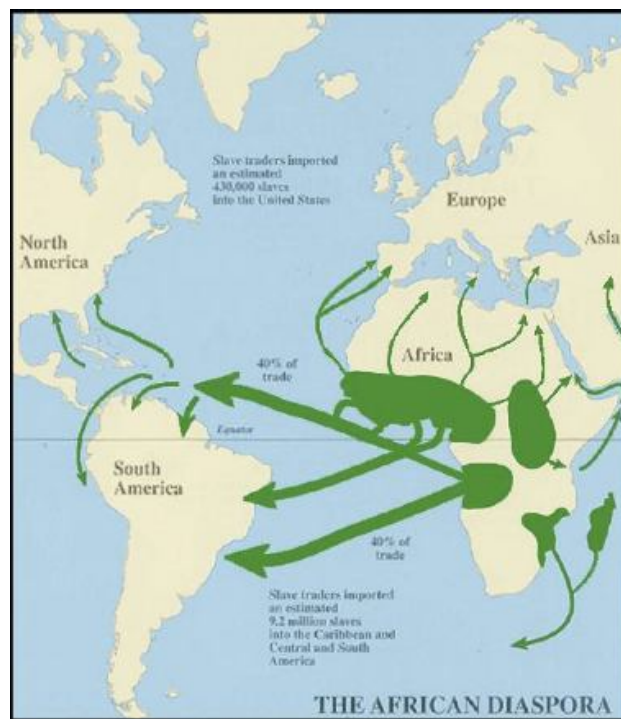 Slave traders imported
an estimated
430,000 slaves
into the United States
Europe
Asia
North
America
40% of
trade
Africa
Equator
South
America
40% of
trade
Slave traders imported
an estimated
9.2 million slaves
into the Caribbean and
Central and South
America
THE AFRICAN DIASPORA